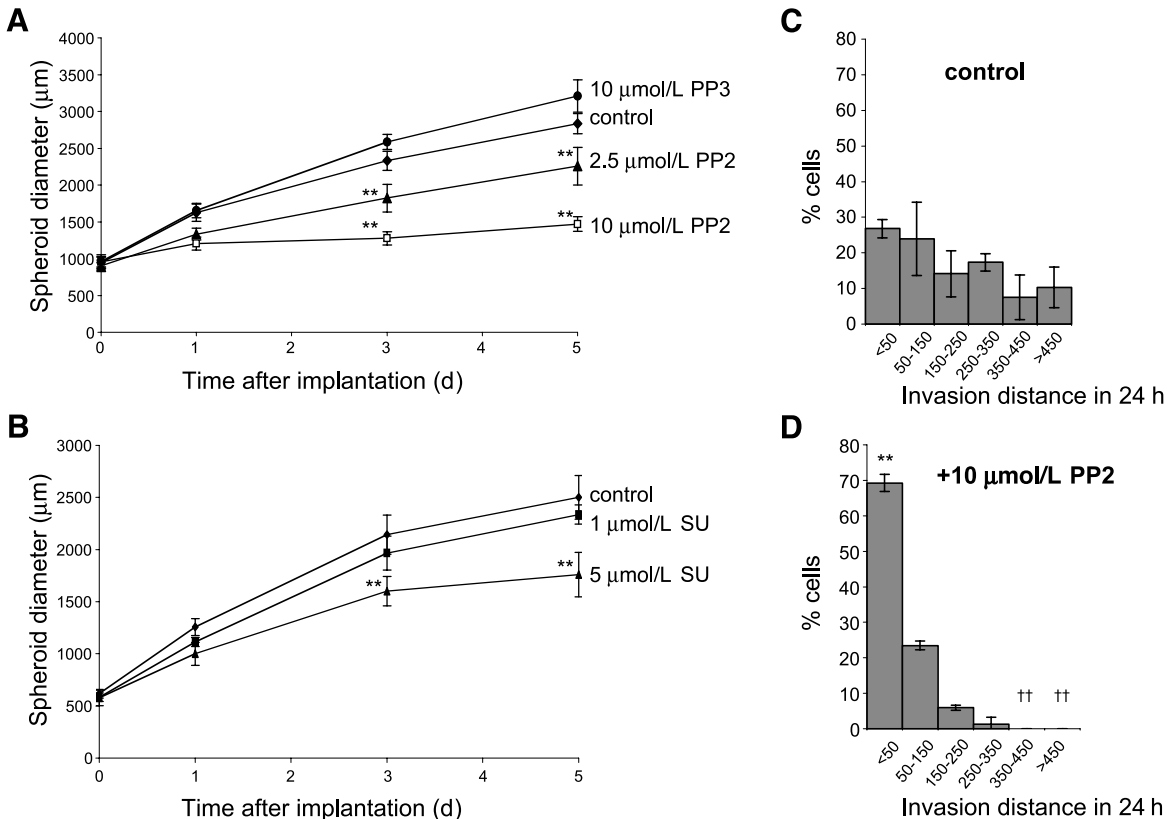 A
4000
3500
3000
2500
2000
1500
1000
500
0
Spheroid diameter (μm)
10 μmol/L PP3
control
** 2.5 μmol/L PP2
**
** 10 μmol/L PP2
**
0 1 2 3 4 5
Time after implantation (d)
B
3000
2500
2000
1500
1000
500
0
Spheroid diameter (μm)
control
1 μmol/L SU
** 5 μmol/L SU
**
0 1 2 3 4 5
Time after implantation (d)
C
control
80
70
60
50
40
30
20
10
0
% cells
<50 50-150 150-250 250-350 350-450 >450
Invasion distance in 24 h
D
+10 μmol/L PP2
80
70
60
50
40
30
20
10
0
% cells
**
†† ††
<50 50-150 150-250 250-350 350-450 >450
Invasion distance in 24 h